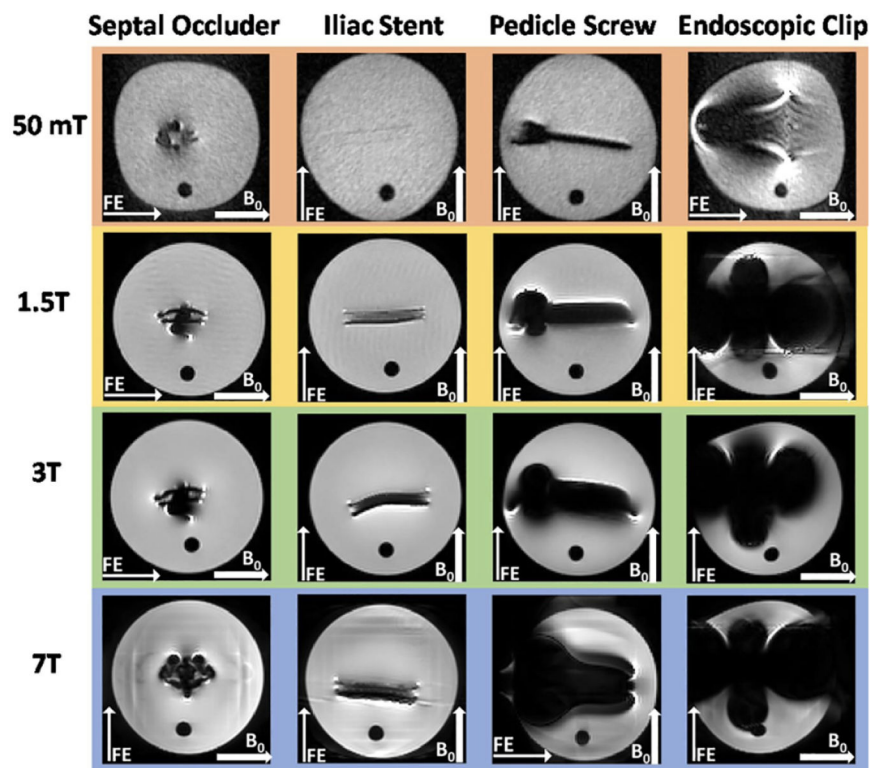 Septal Occluder Iliac Stent Pedicle Screw Endoscopic Clip
50 mT
FE B₀ FE B₀ FE B₀ FE B₀
1.5T
FE B₀ FE B₀ FE B₀ FE B₀
3T
FE B₀ FE B₀ FE B₀ FE B₀
7T
FE B₀ FE B₀ FE B₀ FE B₀